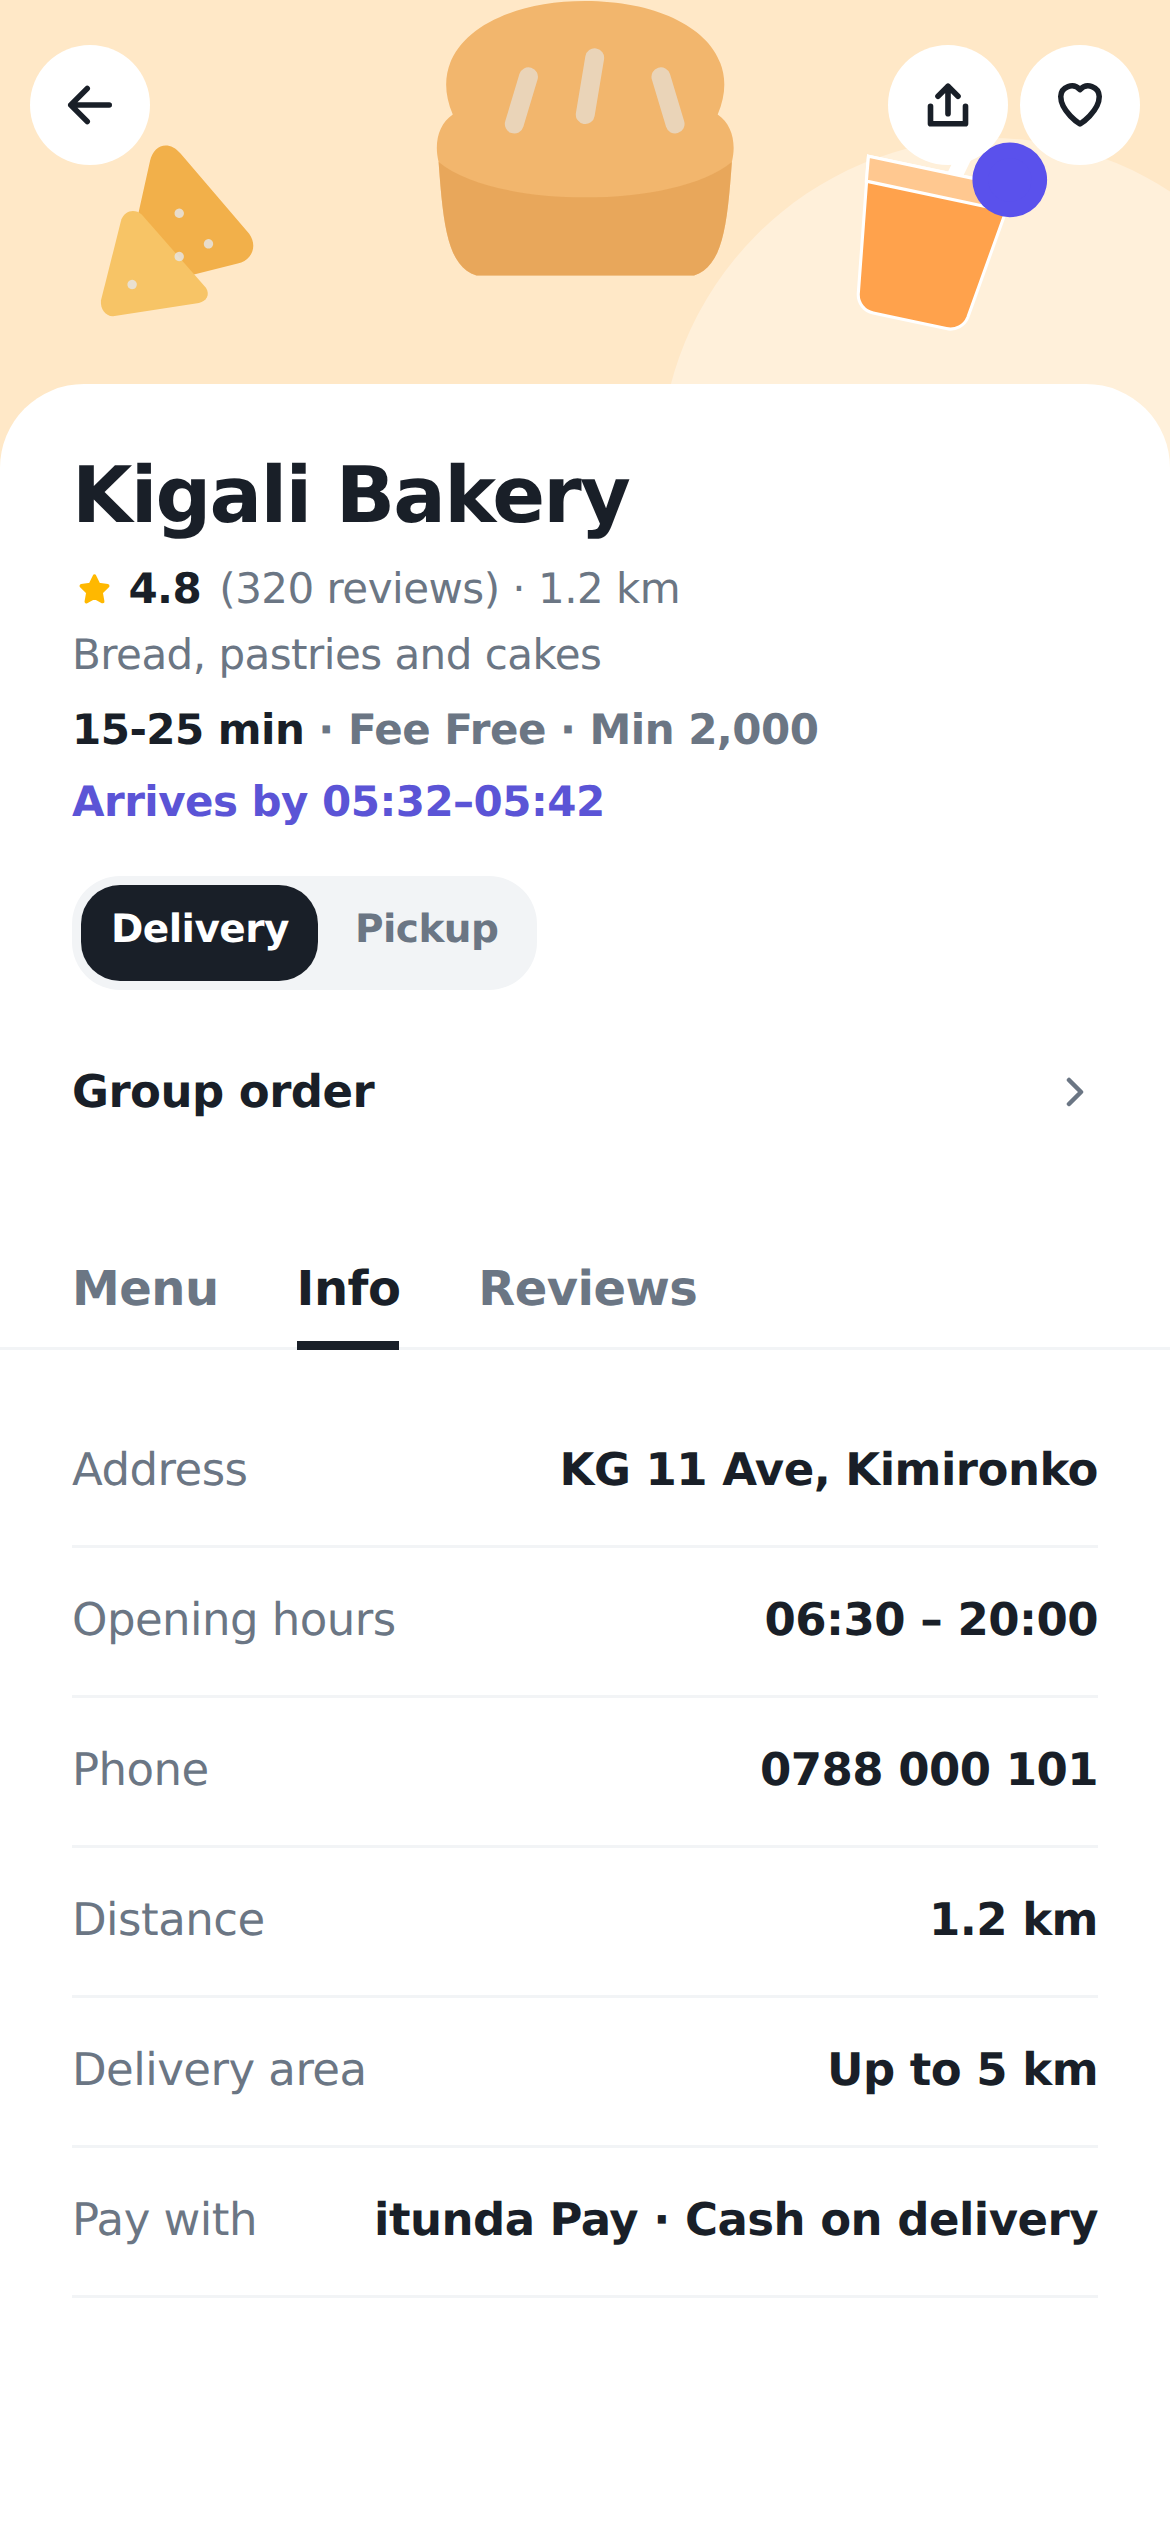 Kigali Bakery
4.8 (320 reviews) · 1.2 km
Bread, pastries and cakes
15-25 min · Fee Free · Min 2,000
Arrives by 05:32–05:42
Delivery Pickup
Group order
Menu Info Reviews
Address KG 11 Ave, Kimironko
Opening hours 06:30 – 20:00
Phone 0788 000 101
Distance 1.2 km
Delivery area Up to 5 km
Pay with itunda Pay · Cash on delivery